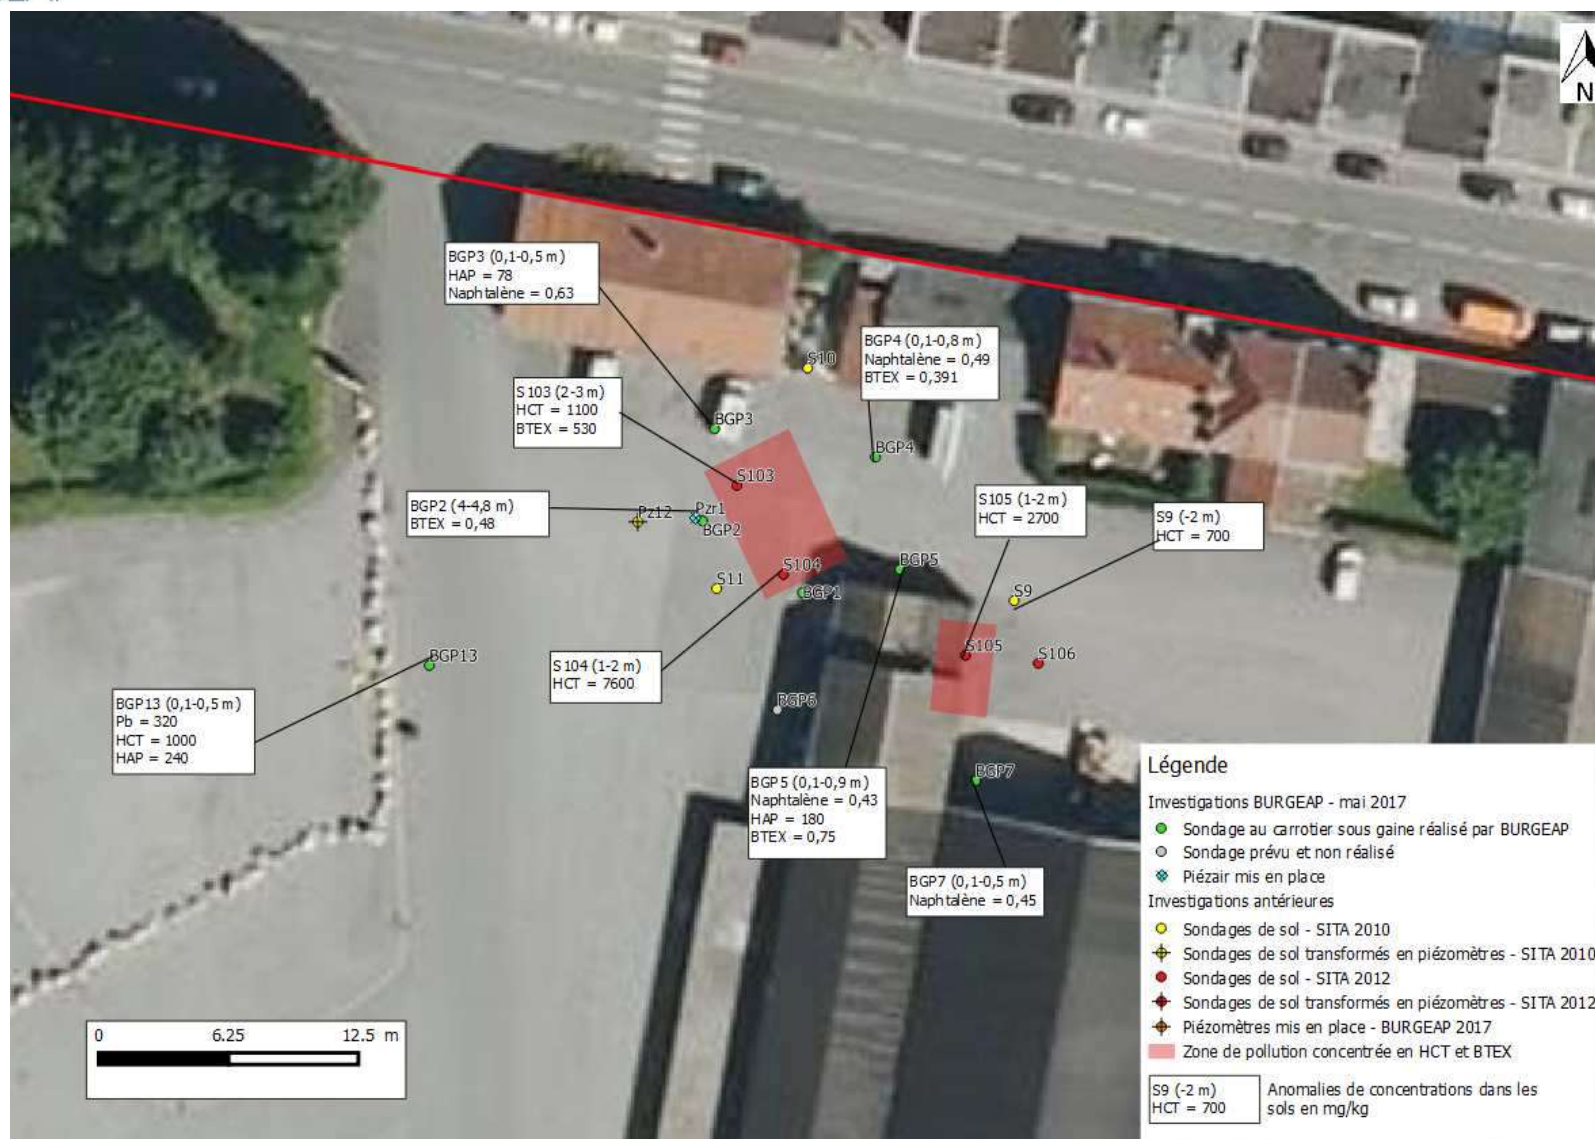 N
BGP3 (0,1-0,5 m)
HAP = 78
Naphtalène = 0,63
BGP4 (0,1-0,8 m)
Naphtalène = 0,49
BTEX = 0,391
S10
S103 (2-3 m)
HCT = 1100
BTEX = 530
BGP3
BGP4
S103
BGP2 (4-4,8 m)
BTEX = 0,48
Pz12
Pzr1
BGP2
S105 (1-2 m)
HCT = 2700
S9 (-2 m)
HCT = 700
S104
BGP5
S11
BGP1
S9
S105
S106
BGP13
S104 (1-2 m)
HCT = 7600
BGP6
BGP13 (0,1-0,5 m)
Pb = 320
HCT = 1000
HAP = 240
BGP5 (0,1-0,9 m)
Naphtalène = 0,43
HAP = 180
BTEX = 0,75
BGP7
BGP7 (0,1-0,5 m)
Naphtalène = 0,45
0 6.25 12.5 m
Légende
Investigations BURGEAP - mai 2017
Sondage au carrotier sous gaine réalisé par BURGEAP
Sondage prévu et non réalisé
Piézair mis en place
Investigations antérieures
Sondages de sol - SITA 2010
Sondages de sol transformés en piézomètres - SITA 2010
Sondages de sol - SITA 2012
Sondages de sol transformés en piézomètres - SITA 2012
Piézomètres mis en place - BURGEAP 2017
Zone de pollution concentrée en HCT et BTEX
S9 (-2 m)
HCT = 700
Anomalies de concentrations dans les
sols en mg/kg